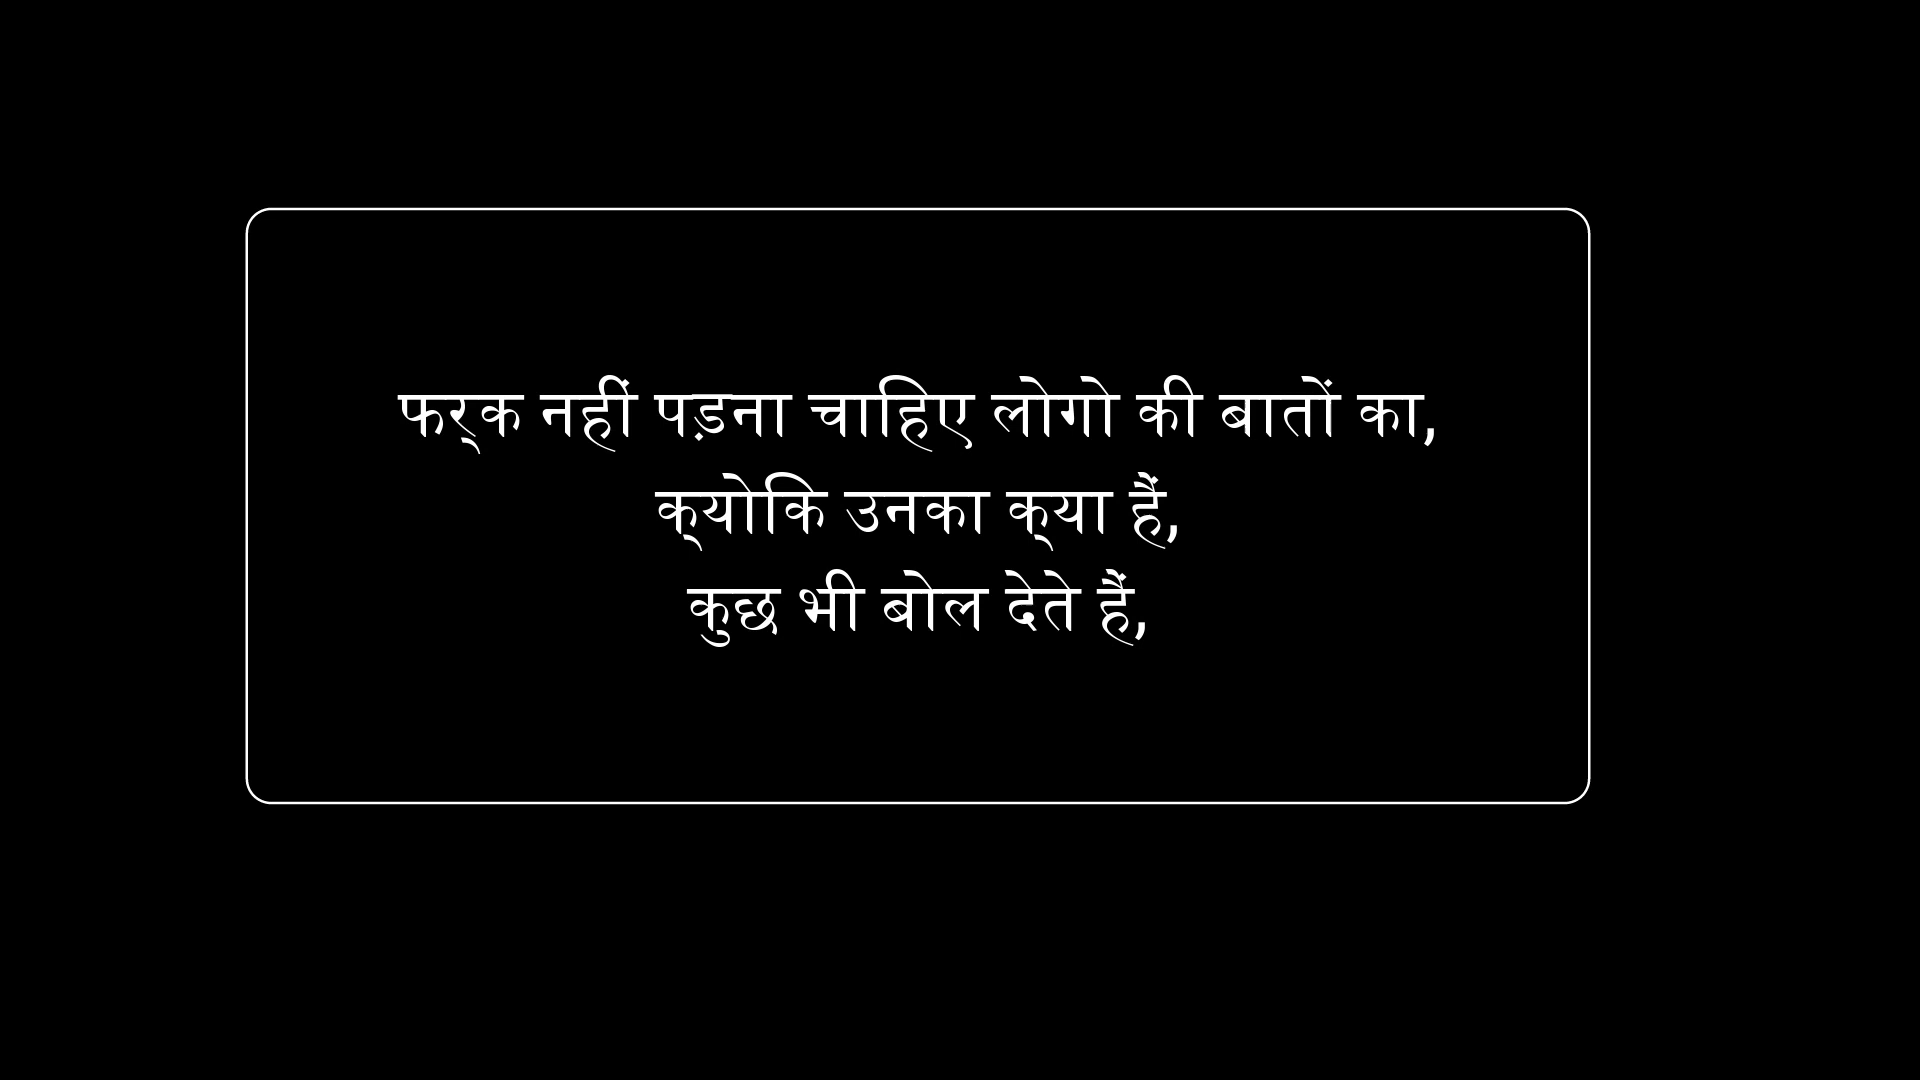 फर्क नहीं पड़ना चाहिए लोगो की बातों का,
क्योकि उनका क्या हैं,
कुछ भी बोल देते हैं,